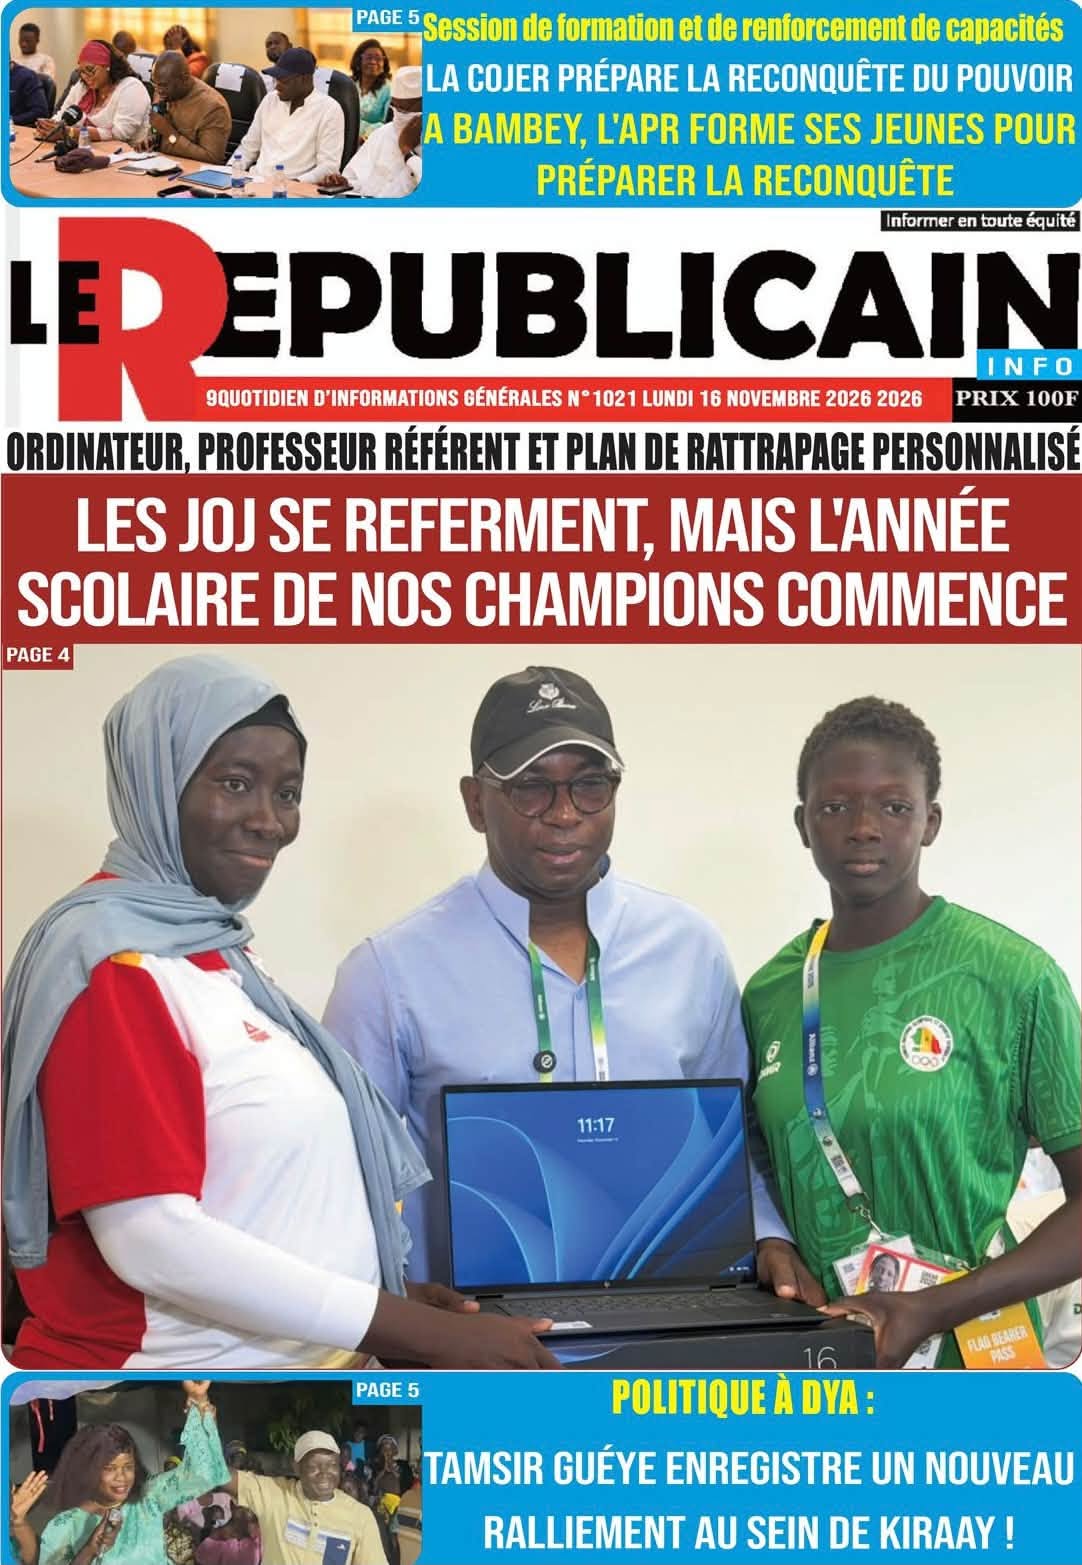 PAGE 5
Session de formation et de renforcement de capacités
LA COJER PRÉPARE LA RECONQUÊTE DU POUVOIR
A BAMBEY, L'APR FORME SES JEUNES POUR
PRÉPARER LA RECONQUÊTE
Informer en toute équité
LE REPUBLICAIN
INFO
9QUOTIDIEN D'INFORMATIONS GÉNÉRALES N°1021 LUNDI 16 NOVEMBRE 2026 2026
PRIX 100F
ORDINATEUR, PROFESSEUR RÉFÉRENT ET PLAN DE RATTRAPAGE PERSONNALISÉ
LES JOJ SE REFERMENT, MAIS L'ANNÉE
SCOLAIRE DE NOS CHAMPIONS COMMENCE
PAGE 4
11:17
Allianz
FLAG BEARER
PASS
16
PAGE 5
POLITIQUE À DYA :
TAMSIR GUÉYE ENREGISTRE UN NOUVEAU
RALLIEMENT AU SEIN DE KIRAAY !